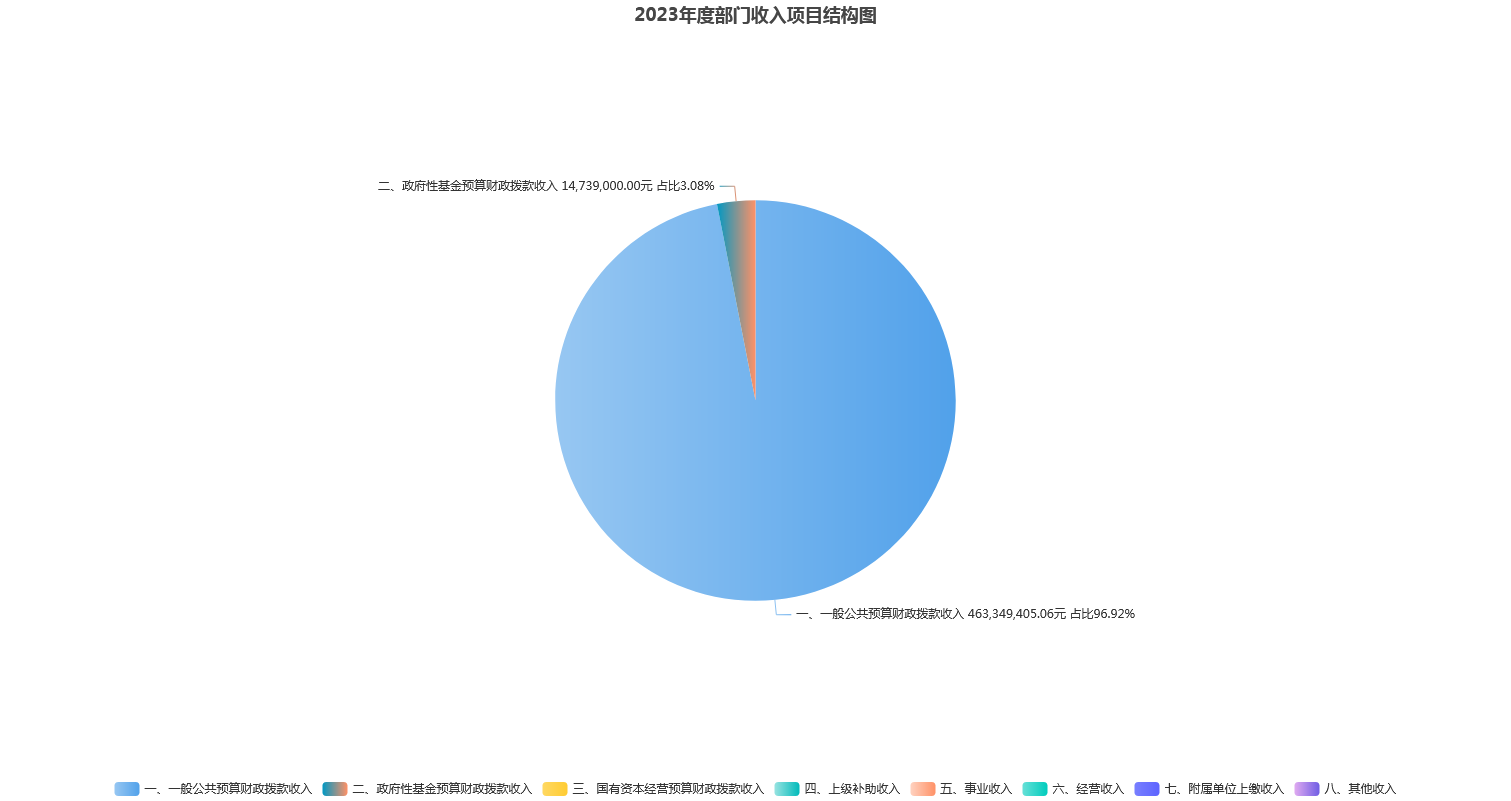 2023年度部门收入项目结构图
二、政府性基金预算财政拨款收入 14,739,000.00元 占比3.08%
一、一般公共预算财政拨款收入 463,349,405.06元 占比96.92%
一、一般公共预算财政拨款收入 二、政府性基金预算财政拨款收入 三、国有资本经营预算财政拨款收入 四、上级补助收入 五、事业收入 六、经营收入 七、附属单位上缴收入 八、其他收入